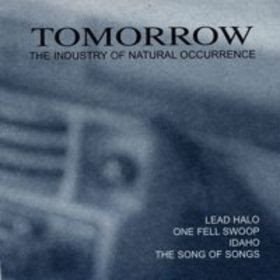 TOMORROW
THE INDUSTRY OF NATURAL OCCURRENCE
LEAD HALO
ONE FELL SWOOP
IDAHO
THE SONG OF SONGS